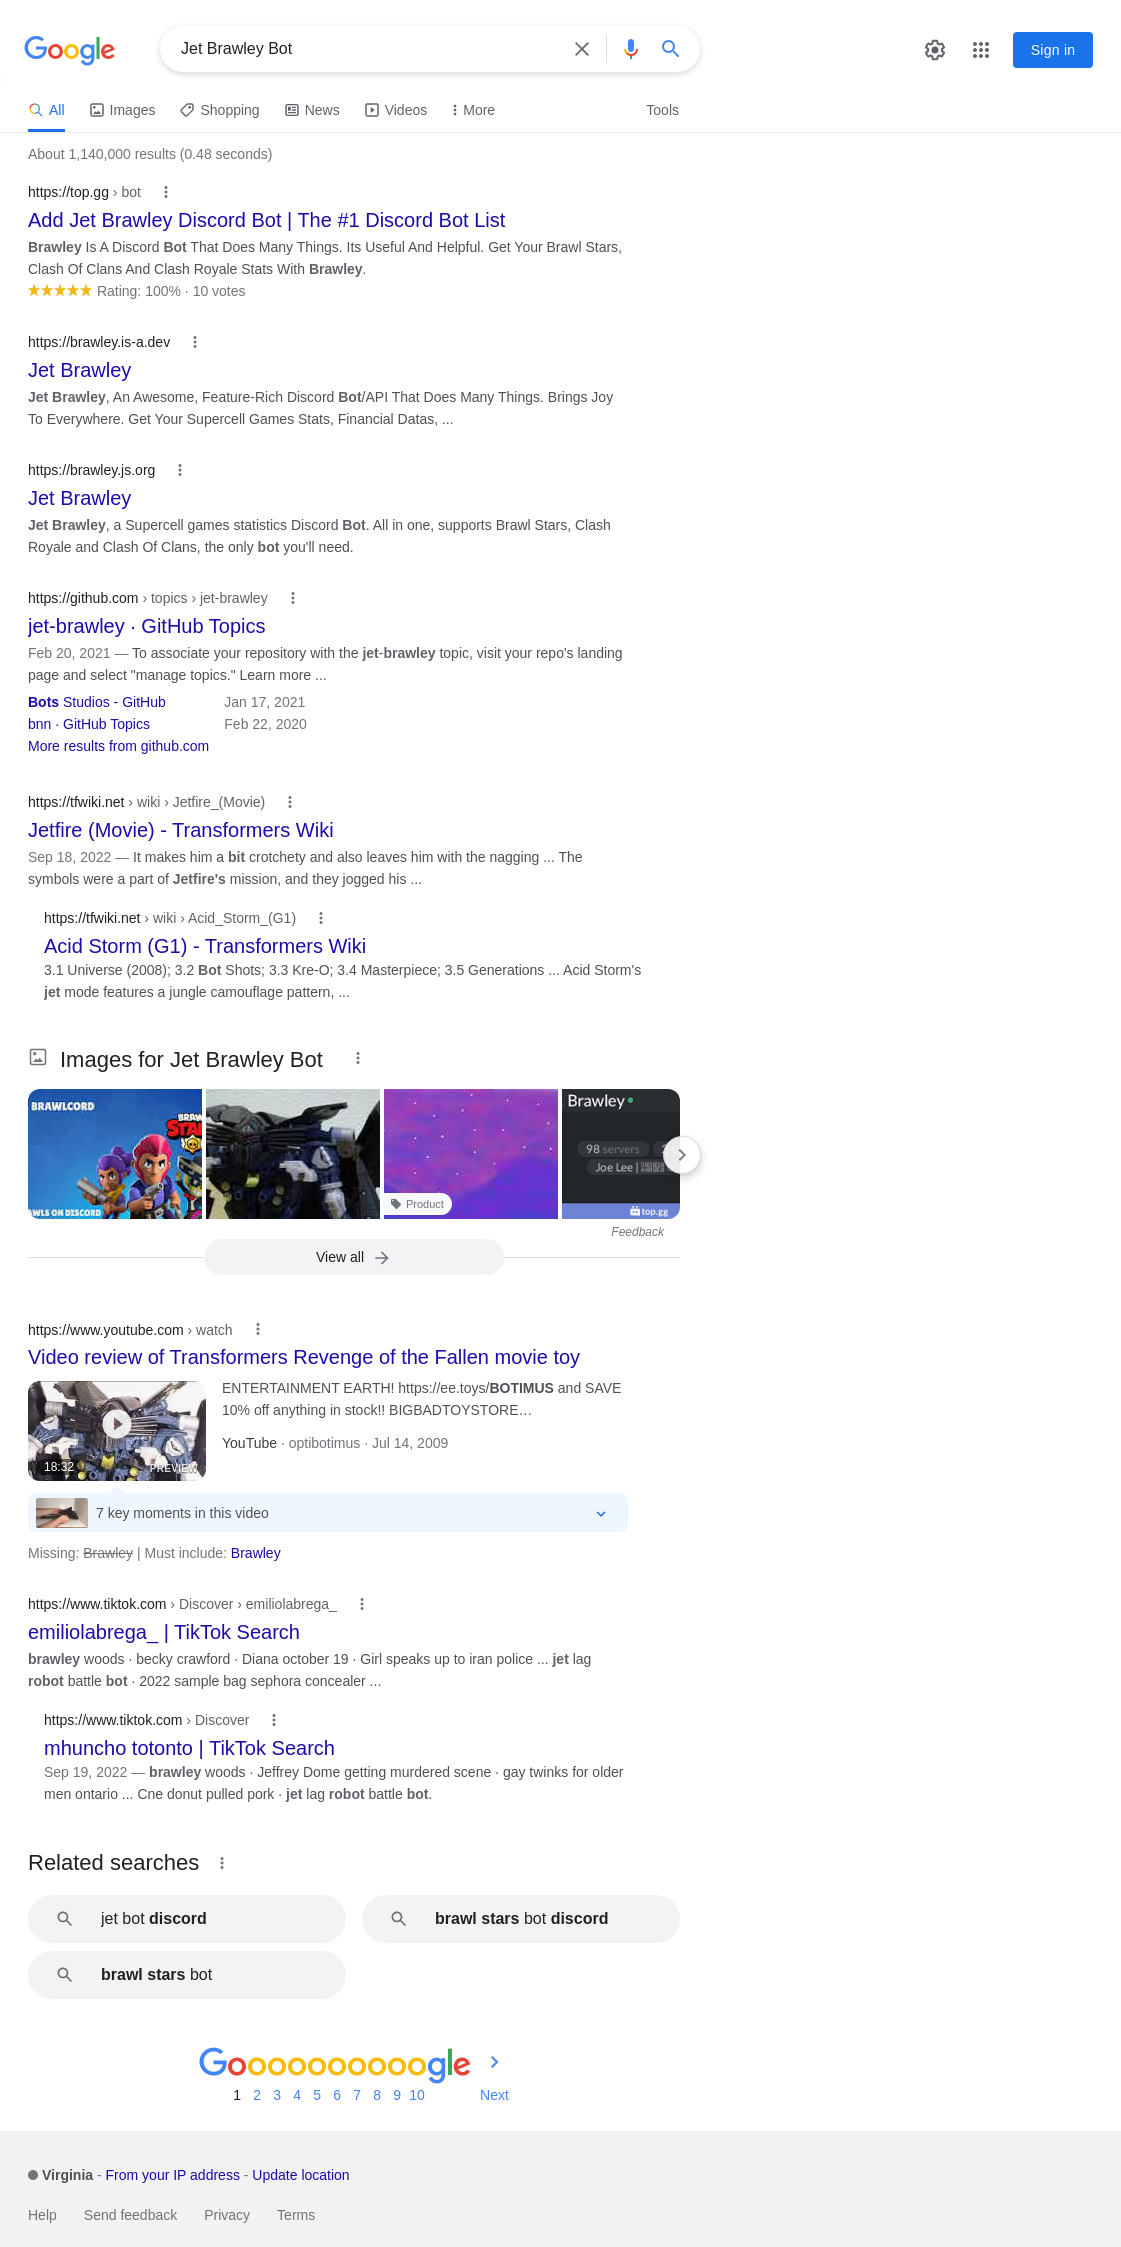 Google
Jet Brawley Bot
Sign in
All
Images
Shopping
News
Videos
More
Tools
About 1,140,000 results (0.48 seconds)
https://top.gg › bot
Add Jet Brawley Discord Bot | The #1 Discord Bot List
Brawley Is A Discord Bot That Does Many Things. Its Useful And Helpful. Get Your Brawl Stars,
Clash Of Clans And Clash Royale Stats With Brawley.
Rating: 100% · 10 votes
https://brawley.is-a.dev
Jet Brawley
Jet Brawley, An Awesome, Feature-Rich Discord Bot/API That Does Many Things. Brings Joy
To Everywhere. Get Your Supercell Games Stats, Financial Datas, ...
https://brawley.js.org
Jet Brawley
Jet Brawley, a Supercell games statistics Discord Bot. All in one, supports Brawl Stars, Clash
Royale and Clash Of Clans, the only bot you'll need.
https://github.com › topics › jet-brawley
jet-brawley · GitHub Topics
Feb 20, 2021 — To associate your repository with the jet-brawley topic, visit your repo's landing
page and select "manage topics." Learn more ...
Bots Studios - GitHub Jan 17, 2021
bnn · GitHub Topics Feb 22, 2020
More results from github.com
https://tfwiki.net › wiki › Jetfire_(Movie)
Jetfire (Movie) - Transformers Wiki
Sep 18, 2022 — It makes him a bit crotchety and also leaves him with the nagging ... The
symbols were a part of Jetfire's mission, and they jogged his ...
https://tfwiki.net › wiki › Acid_Storm_(G1)
Acid Storm (G1) - Transformers Wiki
3.1 Universe (2008); 3.2 Bot Shots; 3.3 Kre-O; 3.4 Masterpiece; 3.5 Generations ... Acid Storm's
jet mode features a jungle camouflage pattern, ...
Images for Jet Brawley Bot
BRAWLCORD
BRAW
STA
AWLS ON DISCORD
Product
Brawley
98 servers
Joe Lee |
top.gg
Feedback
View all
https://www.youtube.com › watch
Video review of Transformers Revenge of the Fallen movie toy
ENTERTAINMENT EARTH! https://ee.toys/BOTIMUS and SAVE
10% off anything in stock!! BIGBADTOYSTORE…
YouTube · optibotimus · Jul 14, 2009
18:32
PREVIEW
7 key moments in this video
Missing: Brawley | Must include: Brawley
https://www.tiktok.com › Discover › emiliolabrega_
emiliolabrega_ | TikTok Search
brawley woods · becky crawford · Diana october 19 · Girl speaks up to iran police ... jet lag
robot battle bot · 2022 sample bag sephora concealer ...
https://www.tiktok.com › Discover
mhuncho totonto | TikTok Search
Sep 19, 2022 — brawley woods · Jeffrey Dome getting murdered scene · gay twinks for older
men ontario ... Cne donut pulled pork · jet lag robot battle bot.
Related searches
jet bot discord
brawl stars bot discord
brawl stars bot
Goooooooooogle
1 2 3 4 5 6 7 8 9 10 Next
Virginia - From your IP address - Update location
Help Send feedback Privacy Terms